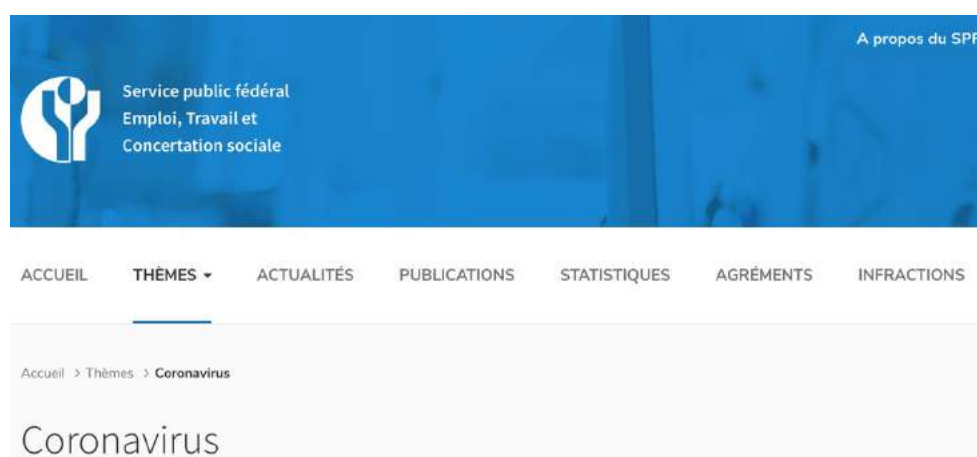 A propos du SPF
Service public fédéral
Emploi, Travail et
Concertation sociale
ACCUEIL THÈMES ACTUALITÉS PUBLICATIONS STATISTIQUES AGRÉMENTS INFRACTIONS
Accueil > Thèmes > Coronavirus
Coronavirus